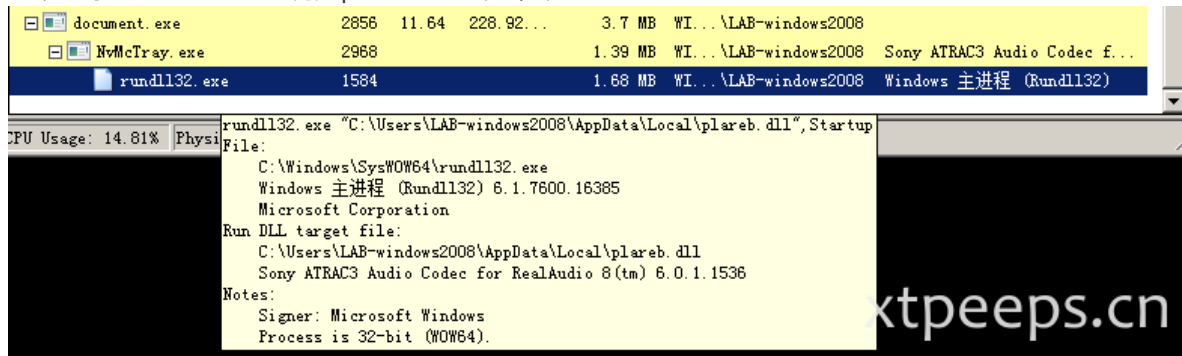 document.exe 2856 11.64 228.92... 3.7 MB WI...\LAB-windows2008
NvMcTray.exe 2968 1.39 MB WI...\LAB-windows2008 Sony ATRAC3 Audio Codec f...
rundll32.exe 1584 1.68 MB WI...\LAB-windows2008 Windows 主进程 (Rundll32)
CPU Usage: 14.81% Physi
rundll32.exe "C:\Users\LAB-windows2008\AppData\Local\plareb.dll",Startup
File:
C:\Windows\SysWOW64\rundll32.exe
Windows 主进程 (Rundll32) 6.1.7600.16385
Microsoft Corporation
Run DLL target file:
C:\Users\LAB-windows2008\AppData\Local\plareb.dll
Sony ATRAC3 Audio Codec for RealAudio 8(tm) 6.0.1.1536
Notes:
Signer: Microsoft Windows
Process is 32-bit (WOW64).
xtpeeps.cn